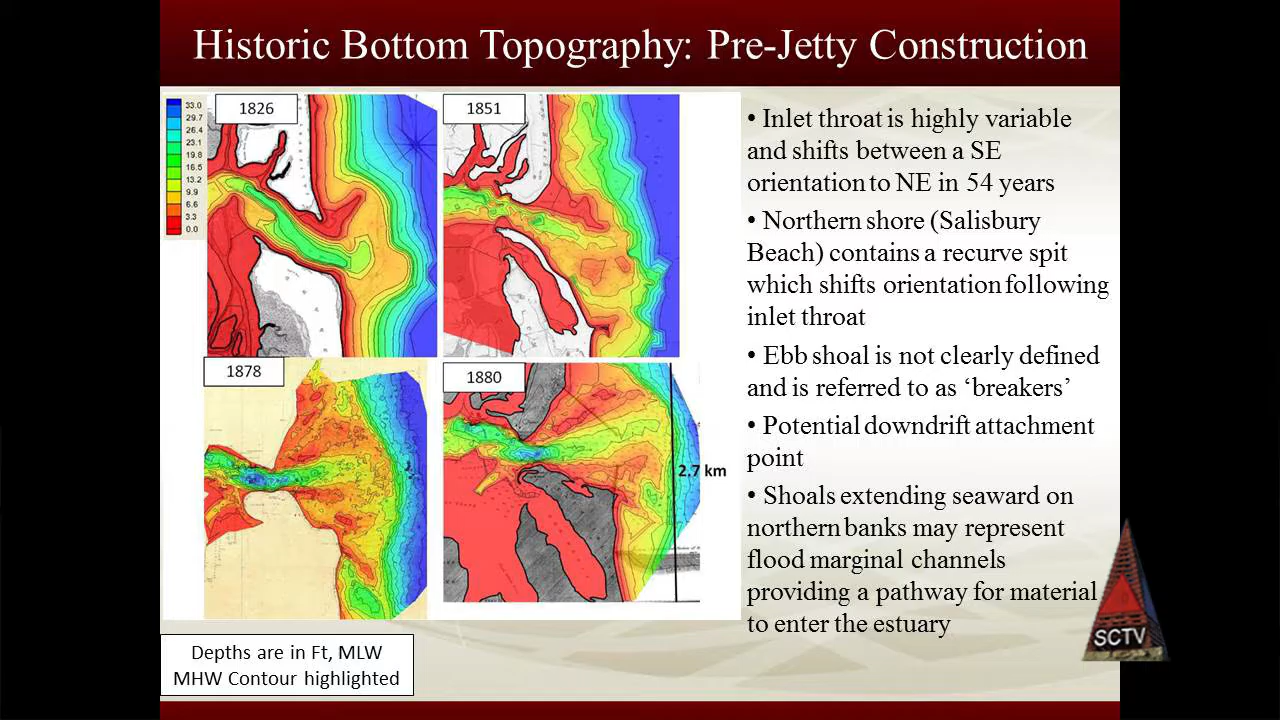 Historic Bottom Topography: Pre-Jetty Construction
33.0
29.7
26.4
23.1
19.8
16.5
13.2
9.9
6.6
3.3
0.0
1826
1851
1878
1880
2.7 km
Depths are in Ft, MLW
MHW Contour highlighted
• Inlet throat is highly variable
and shifts between a SE
orientation to NE in 54 years
• Northern shore (Salisbury
Beach) contains a recurve spit
which shifts orientation following
inlet throat
• Ebb shoal is not clearly defined
and is referred to as ‘breakers’
• Potential downdrift attachment
point
• Shoals extending seaward on
northern banks may represent
flood marginal channels
providing a pathway for material
to enter the estuary
SCTV